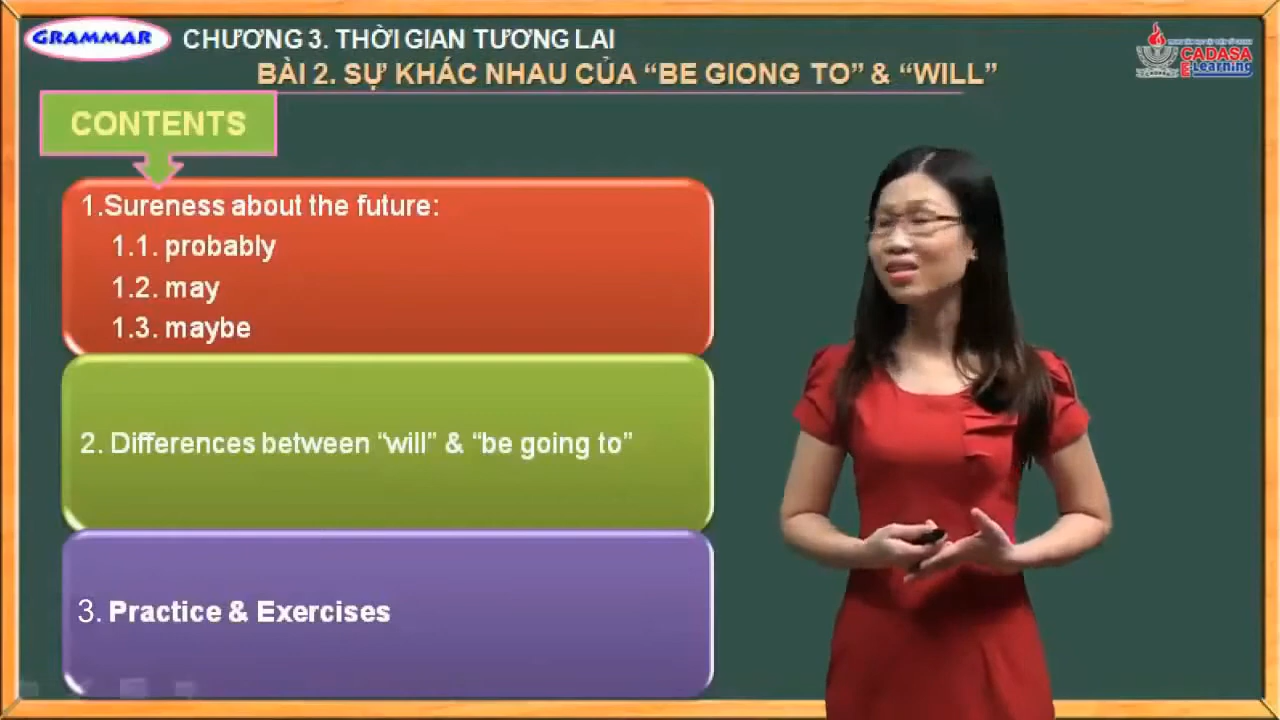 GRAMMAR
CHƯƠNG 3. THỜI GIAN TƯƠNG LAI
BÀI 2. SỰ KHÁC NHAU CỦA “BE GIONG TO” & “WILL”
CADASA
E Learning
CONTENTS
1.Sureness about the future:
1.1. probably
1.2. may
1.3. maybe
2. Differences between “will” & “be going to”
3. Practice & Exercises